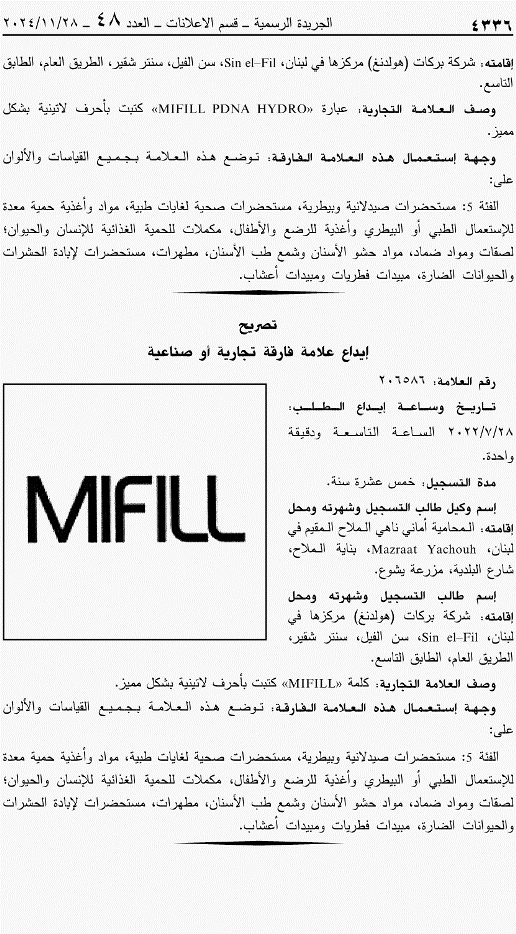 ٤٣٣٦ الجريدة الرسمية – قسم الاعلانات – العدد ٤٨ – ٢٠٢٤/١١/٢٨
إقامته: شركة بركات (هولدنغ) مركزها في لبنان، Sin el–Fil، سن الفيل، سنتر شقير، الطريق العام، الطابق
التاسع.
وصف العلامة التجارية: عبارة «MIFILL PDNA HYDRO» كتبت بأحرف لاتينية بشكل
مميز.
وجهة إستعمال هذه العلامة الفارقة: توضع هذه العلامة بجميع القياسات والألوان
على:
الفئة 5: مستحضرات صيدلانية وبيطرية، مستحضرات صحية لغايات طبية، مواد وأغذية حمية معدة
للإستعمال الطبي أو البيطري وأغذية للرضع والأطفال، مكملات للحمية الغذائية للإنسان والحيوان؛
لصقات ومواد ضماد، مواد حشو الأسنان وشمع طب الأسنان، مطهرات، مستحضرات لإبادة الحشرات
والحيوانات الضارة، مبيدات فطريات ومبيدات أعشاب.
تصريح
إيداع علامة فارقة تجارية أو صناعية
رقم العلامة: ٢٠٦٥٨٦
تاريخ وساعة إيداع الطلب:
٢٠٢٢/٧/٢٨ الساعة التاسعة ودقيقة
واحدة.
مدة التسجيل: خمس عشرة سنة.
إسم وكيل طالب التسجيل وشهرته ومحل
إقامته: المحامية أماني ناهي الملاح المقيم في
لبنان، Mazraat Yachouh، بناية الملاح،
شارع البلدية، مزرعة يشوع.
إسم طالب التسجيل وشهرته ومحل
إقامته: شركة بركات (هولدنغ) مركزها في
لبنان، Sin el–Fil، سن الفيل، سنتر شقير،
الطريق العام، الطابق التاسع.
MIFILL
وصف العلامة التجارية: كلمة «MIFILL» كتبت بأحرف لاتينية بشكل مميز.
وجهة إستعمال هذه العلامة الفارقة: توضع هذه العلامة بجميع القياسات والألوان
على:
الفئة 5: مستحضرات صيدلانية وبيطرية، مستحضرات صحية لغايات طبية، مواد وأغذية حمية معدة
للإستعمال الطبي أو البيطري وأغذية للرضع والأطفال، مكملات للحمية الغذائية للإنسان والحيوان؛
لصقات ومواد ضماد، مواد حشو الأسنان وشمع طب الأسنان، مطهرات، مستحضرات لإبادة الحشرات
والحيوانات الضارة، مبيدات فطريات ومبيدات أعشاب.